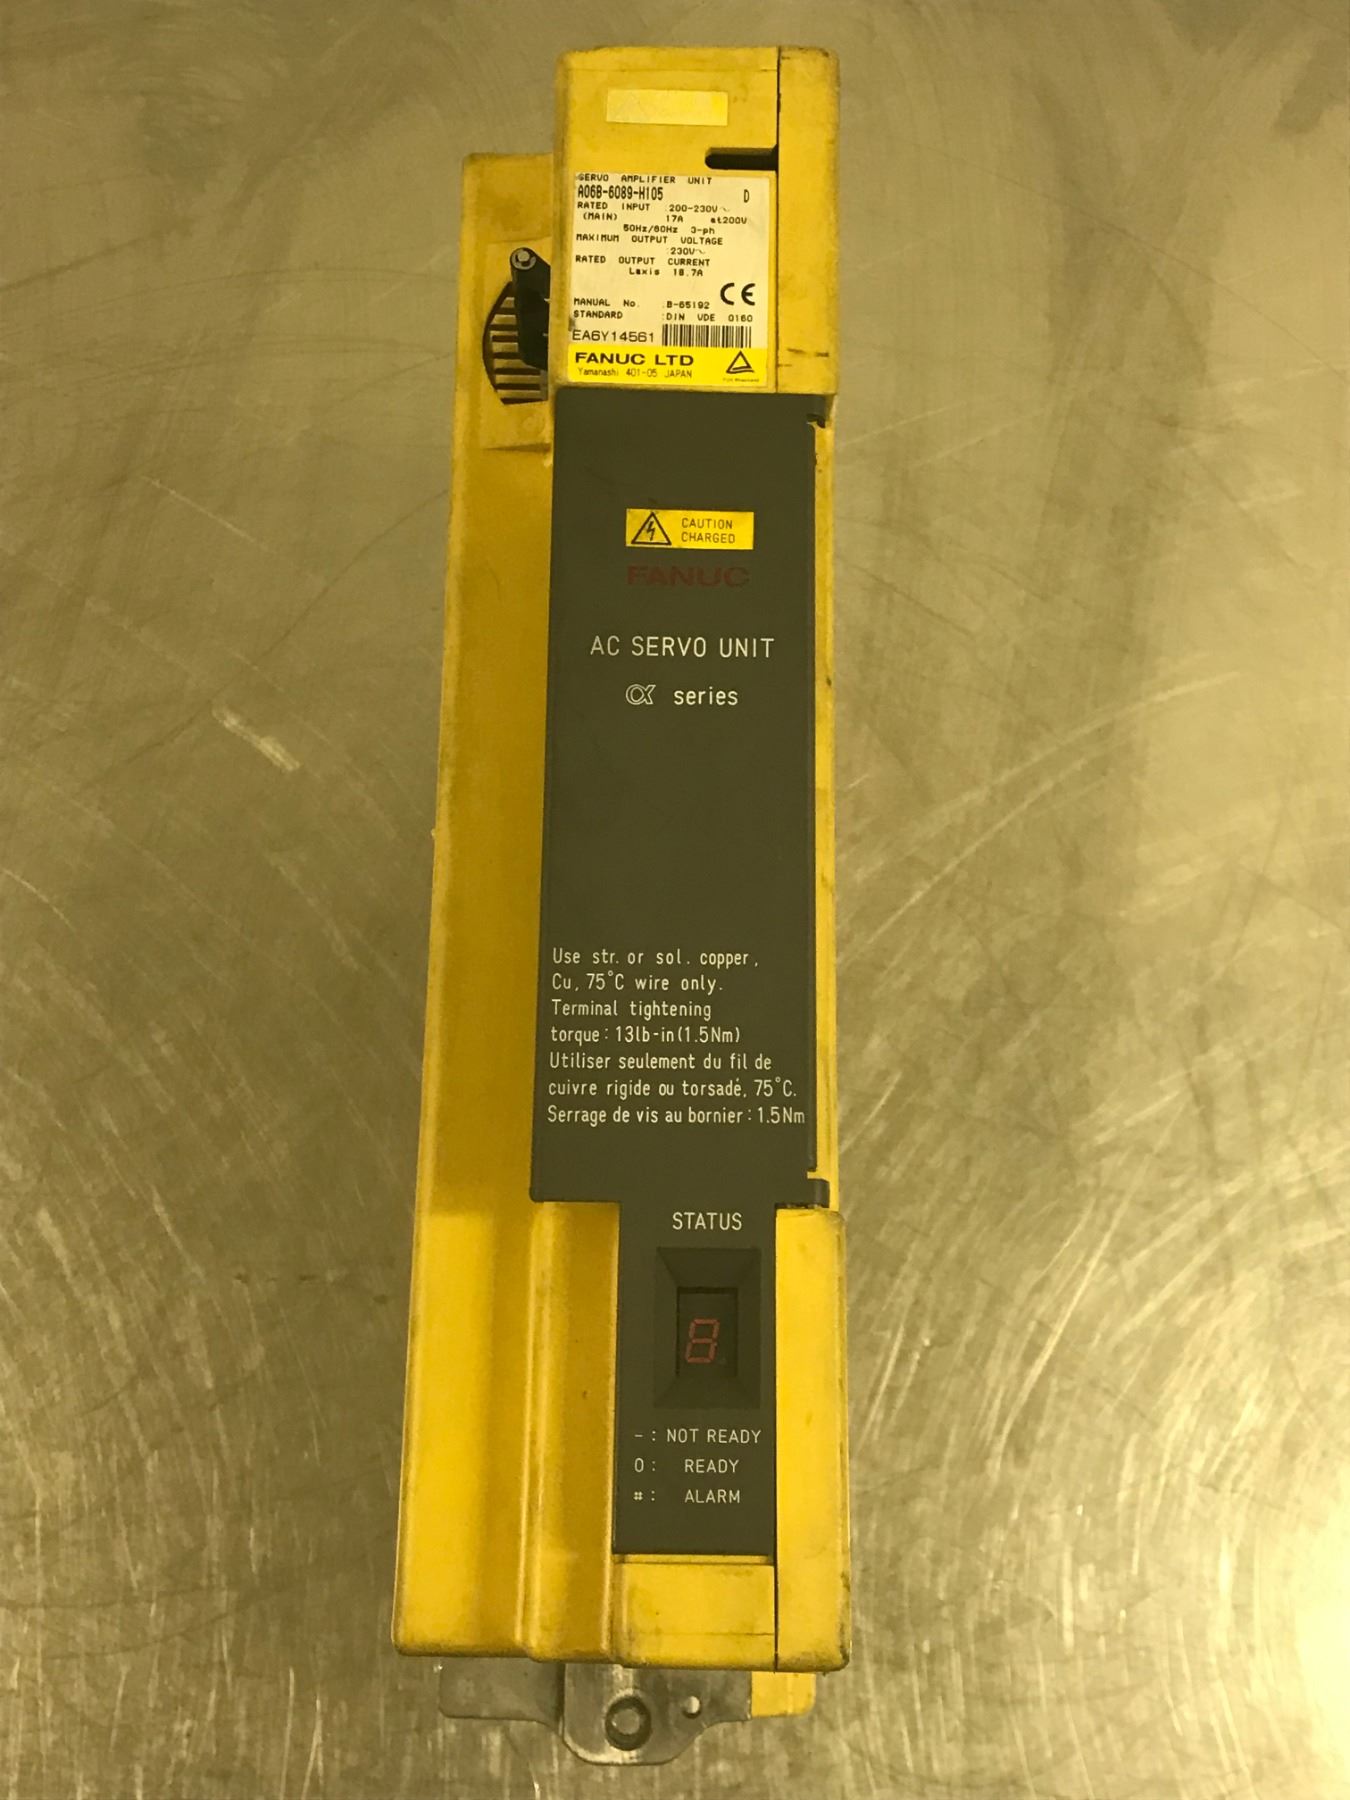 SERVO AMPLIFIER UNIT
A06B-6089-H105 D
RATED INPUT :200-230V~
(MAIN) 17A at200V
50Hz/60Hz 3-ph
MAXIMUM OUTPUT VOLTAGE
:230V~
RATED OUTPUT CURRENT
Laxis 18.7A
CE
MANUAL No. :B-65192
STANDARD :DIN VDE 0160
EA6Y14561
FANUC LTD
Yamanashi 401-05 JAPAN
CAUTION
CHARGED
FANUC
AC SERVO UNIT
α series
Use str. or sol. copper,
Cu, 75°C wire only.
Terminal tightening
torque: 13lb-in(1.5Nm)
Utiliser seulement du fil de
cuivre rigide ou torsadé, 75°C.
Serrage de vis au bornier: 1.5Nm
STATUS
8
- : NOT READY
0 : READY
# : ALARM